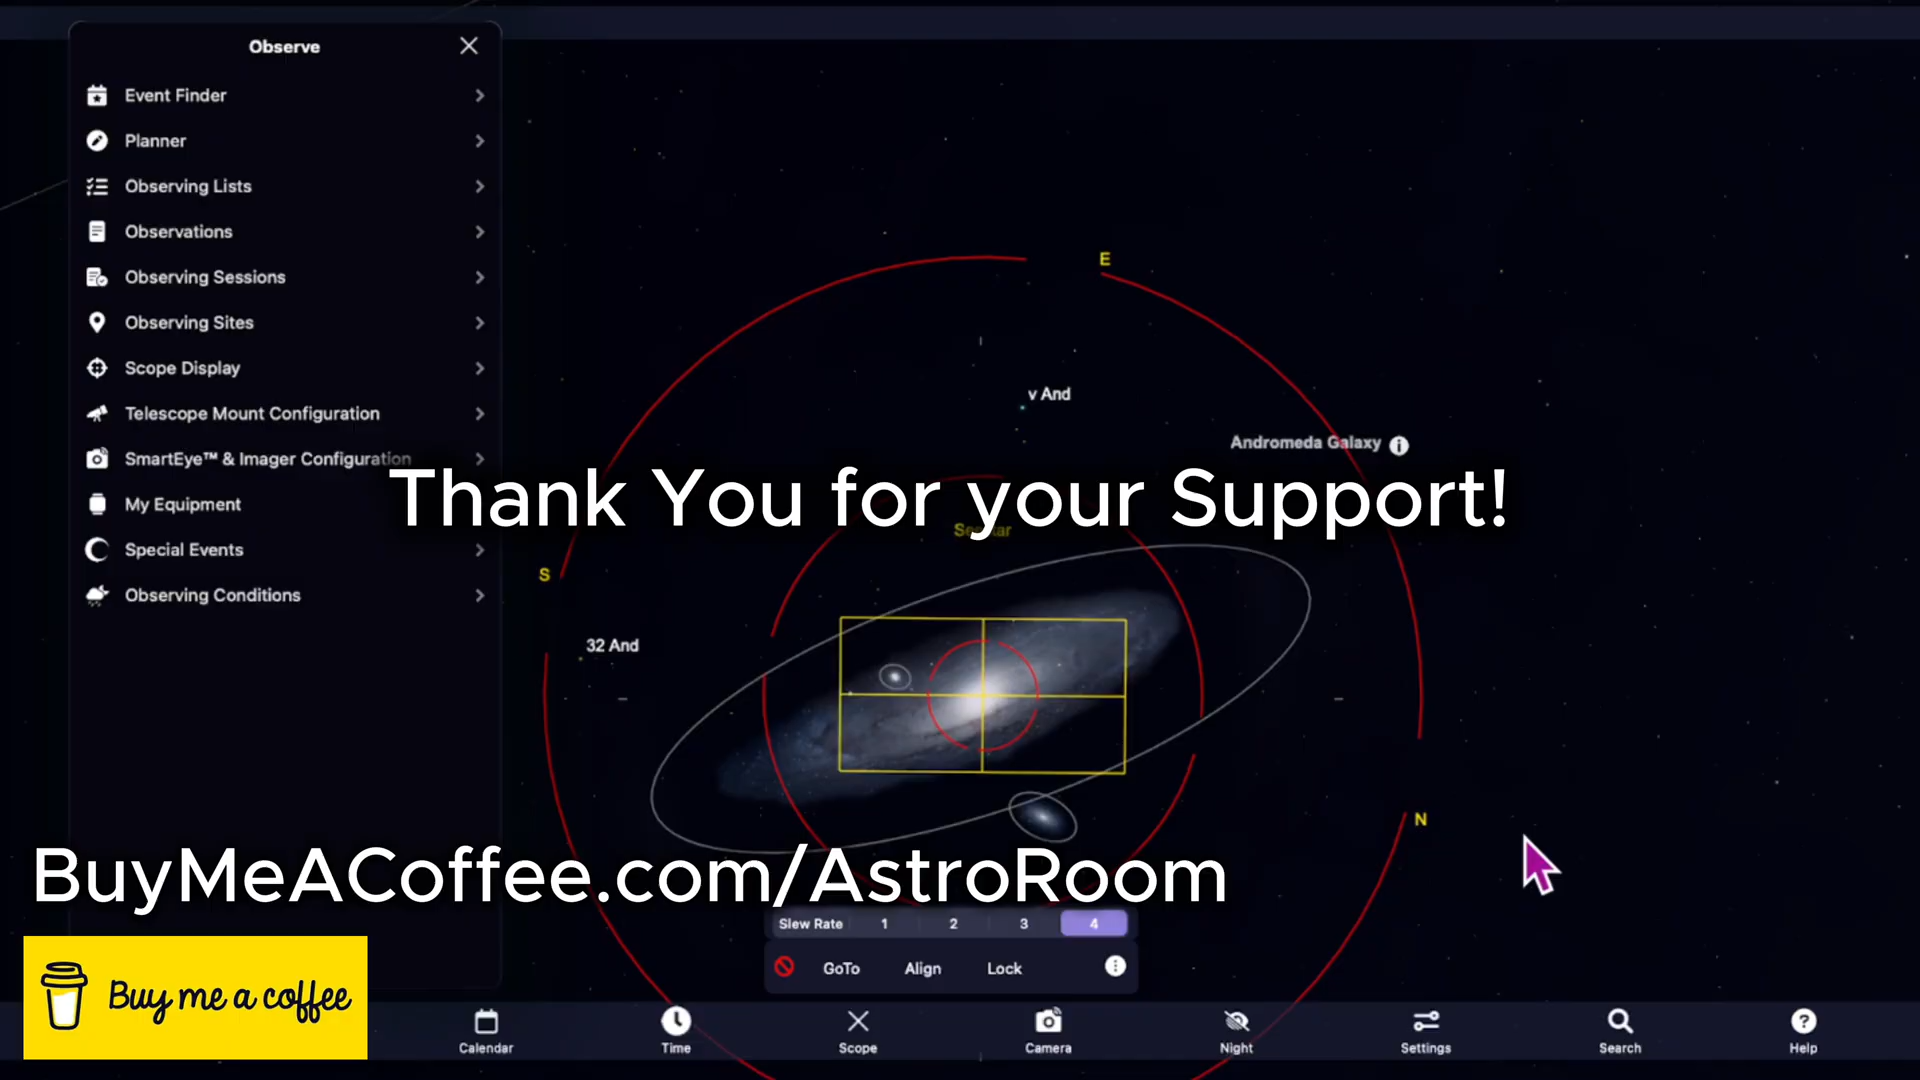 Observe
Event Finder
Planner
Observing Lists
Observations
Observing Sessions
Observing Sites
Scope Display
Telescope Mount Configuration
SmartEye™ & Imager Configuration
My Equipment
Special Events
Observing Conditions
E
v And
Andromeda Galaxy
Thank You for your Support!
S
32 And
N
BuyMeACoffee.com/AstroRoom
Slew Rate 1 2 3 4
GoTo Align Lock
Buy me a coffee
Calendar Time Scope Camera Night Settings Search Help